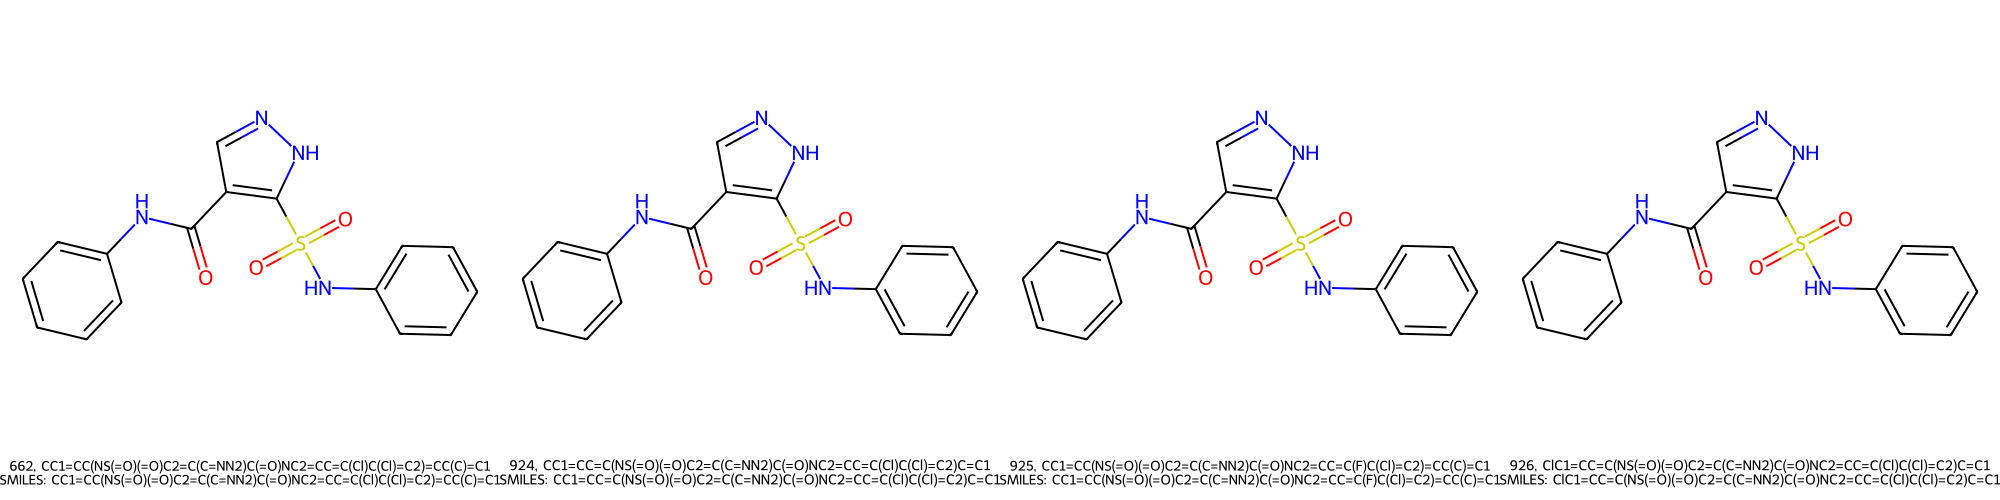 N
NH
H
N
O
S
O
O
HN
N
NH
H
N
O
S
O
O
HN
N
NH
H
N
O
S
O
O
HN
N
NH
H
N
O
S
O
O
HN
662, CC1=CC(NS(=O)(=O)C2=C(C=NN2)C(=O)NC2=CC=C(Cl)C(Cl)=C2)=CC(C)=C1
SMILES: CC1=CC(NS(=O)(=O)C2=C(C=NN2)C(=O)NC2=CC=C(Cl)C(Cl)=C2)=CC(C)=C1
924, CC1=CC=C(NS(=O)(=O)C2=C(C=NN2)C(=O)NC2=CC=C(Cl)C(Cl)=C2)C=C1
SMILES: CC1=CC=C(NS(=O)(=O)C2=C(C=NN2)C(=O)NC2=CC=C(Cl)C(Cl)=C2)C=C1
925, CC1=CC(NS(=O)(=O)C2=C(C=NN2)C(=O)NC2=CC=C(F)C(Cl)=C2)=CC(C)=C1
SMILES: CC1=CC(NS(=O)(=O)C2=C(C=NN2)C(=O)NC2=CC=C(F)C(Cl)=C2)=CC(C)=C1
926, ClC1=CC=C(NS(=O)(=O)C2=C(C=NN2)C(=O)NC2=CC=C(Cl)C(Cl)=C2)C=C1
SMILES: ClC1=CC=C(NS(=O)(=O)C2=C(C=NN2)C(=O)NC2=CC=C(Cl)C(Cl)=C2)C=C1